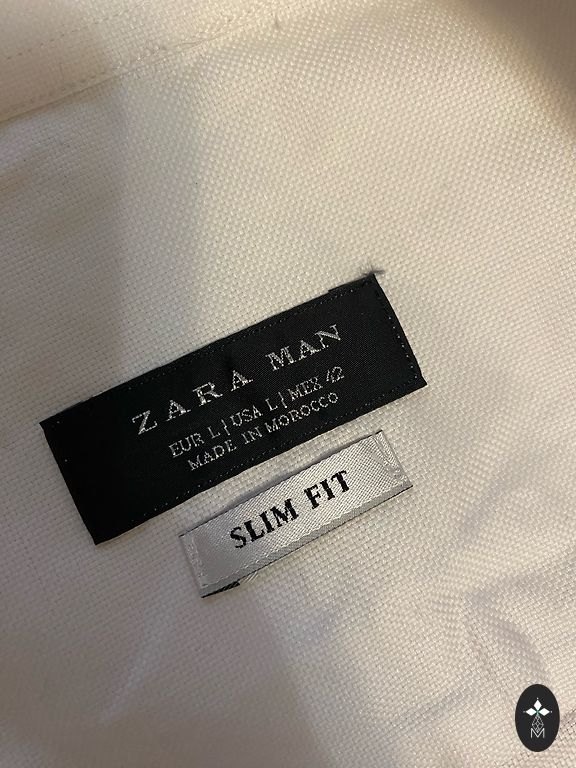 ZARA MAN
EUR L | USA L | MEX 42
MADE IN MOROCCO
SLIM FIT
M